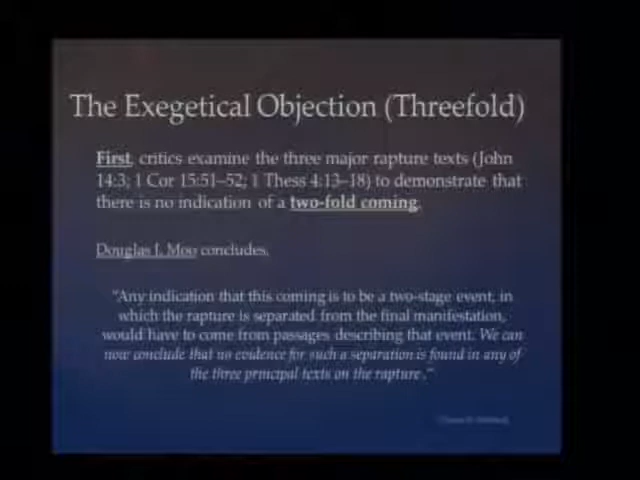 The Exegetical Objection (Threefold)
First, critics examine the three major rapture texts (John
14:3; 1 Cor 15:51–52; 1 Thess 4:13–18) to demonstrate that
there is no indication of a two-fold coming.
Douglas J. Moo concludes,
"Any indication that this coming is to be a two-stage event, in
which the rapture is separated from the final manifestation,
would have to come from passages describing that event. We can
now conclude that no evidence for such a separation is found in any of
the three principal texts on the rapture."